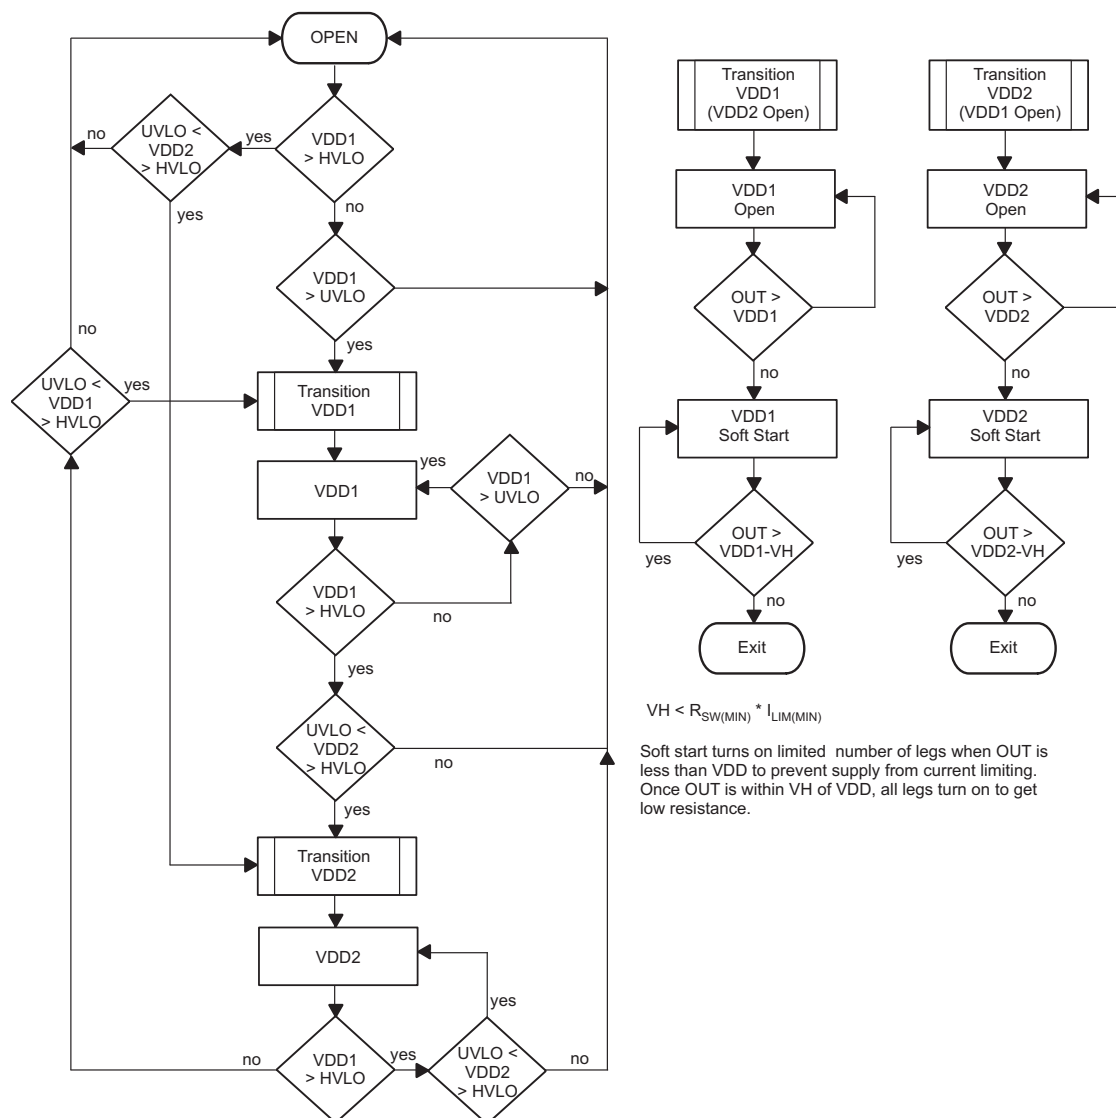 OPEN
VDD1
> HVLO
yes
UVLO <
VDD2
> HVLO
no
yes
no
VDD1
> UVLO
yes
no
UVLO <
VDD1
> HVLO
yes
Transition
VDD1
VDD1
yes
VDD1
> UVLO
no
VDD1
> HVLO
no
yes
UVLO <
VDD2
> HVLO
no
yes
Transition
VDD2
VDD2
yes
no
VDD1
> HVLO
yes
UVLO <
VDD2
> HVLO
no
Transition
VDD1
(VDD2 Open)
VDD1
Open
OUT >
VDD1
no
VDD1
Soft Start
OUT >
VDD1-VH
yes
no
Exit
Transition
VDD2
(VDD1 Open)
VDD2
Open
OUT >
VDD2
no
VDD2
Soft Start
OUT >
VDD2-VH
yes
no
Exit
VH < RSW(MIN) * ILIM(MIN)
Soft start turns on limited number of legs when OUT is
less than VDD to prevent supply from current limiting.
Once OUT is within VH of VDD, all legs turn on to get
low resistance.